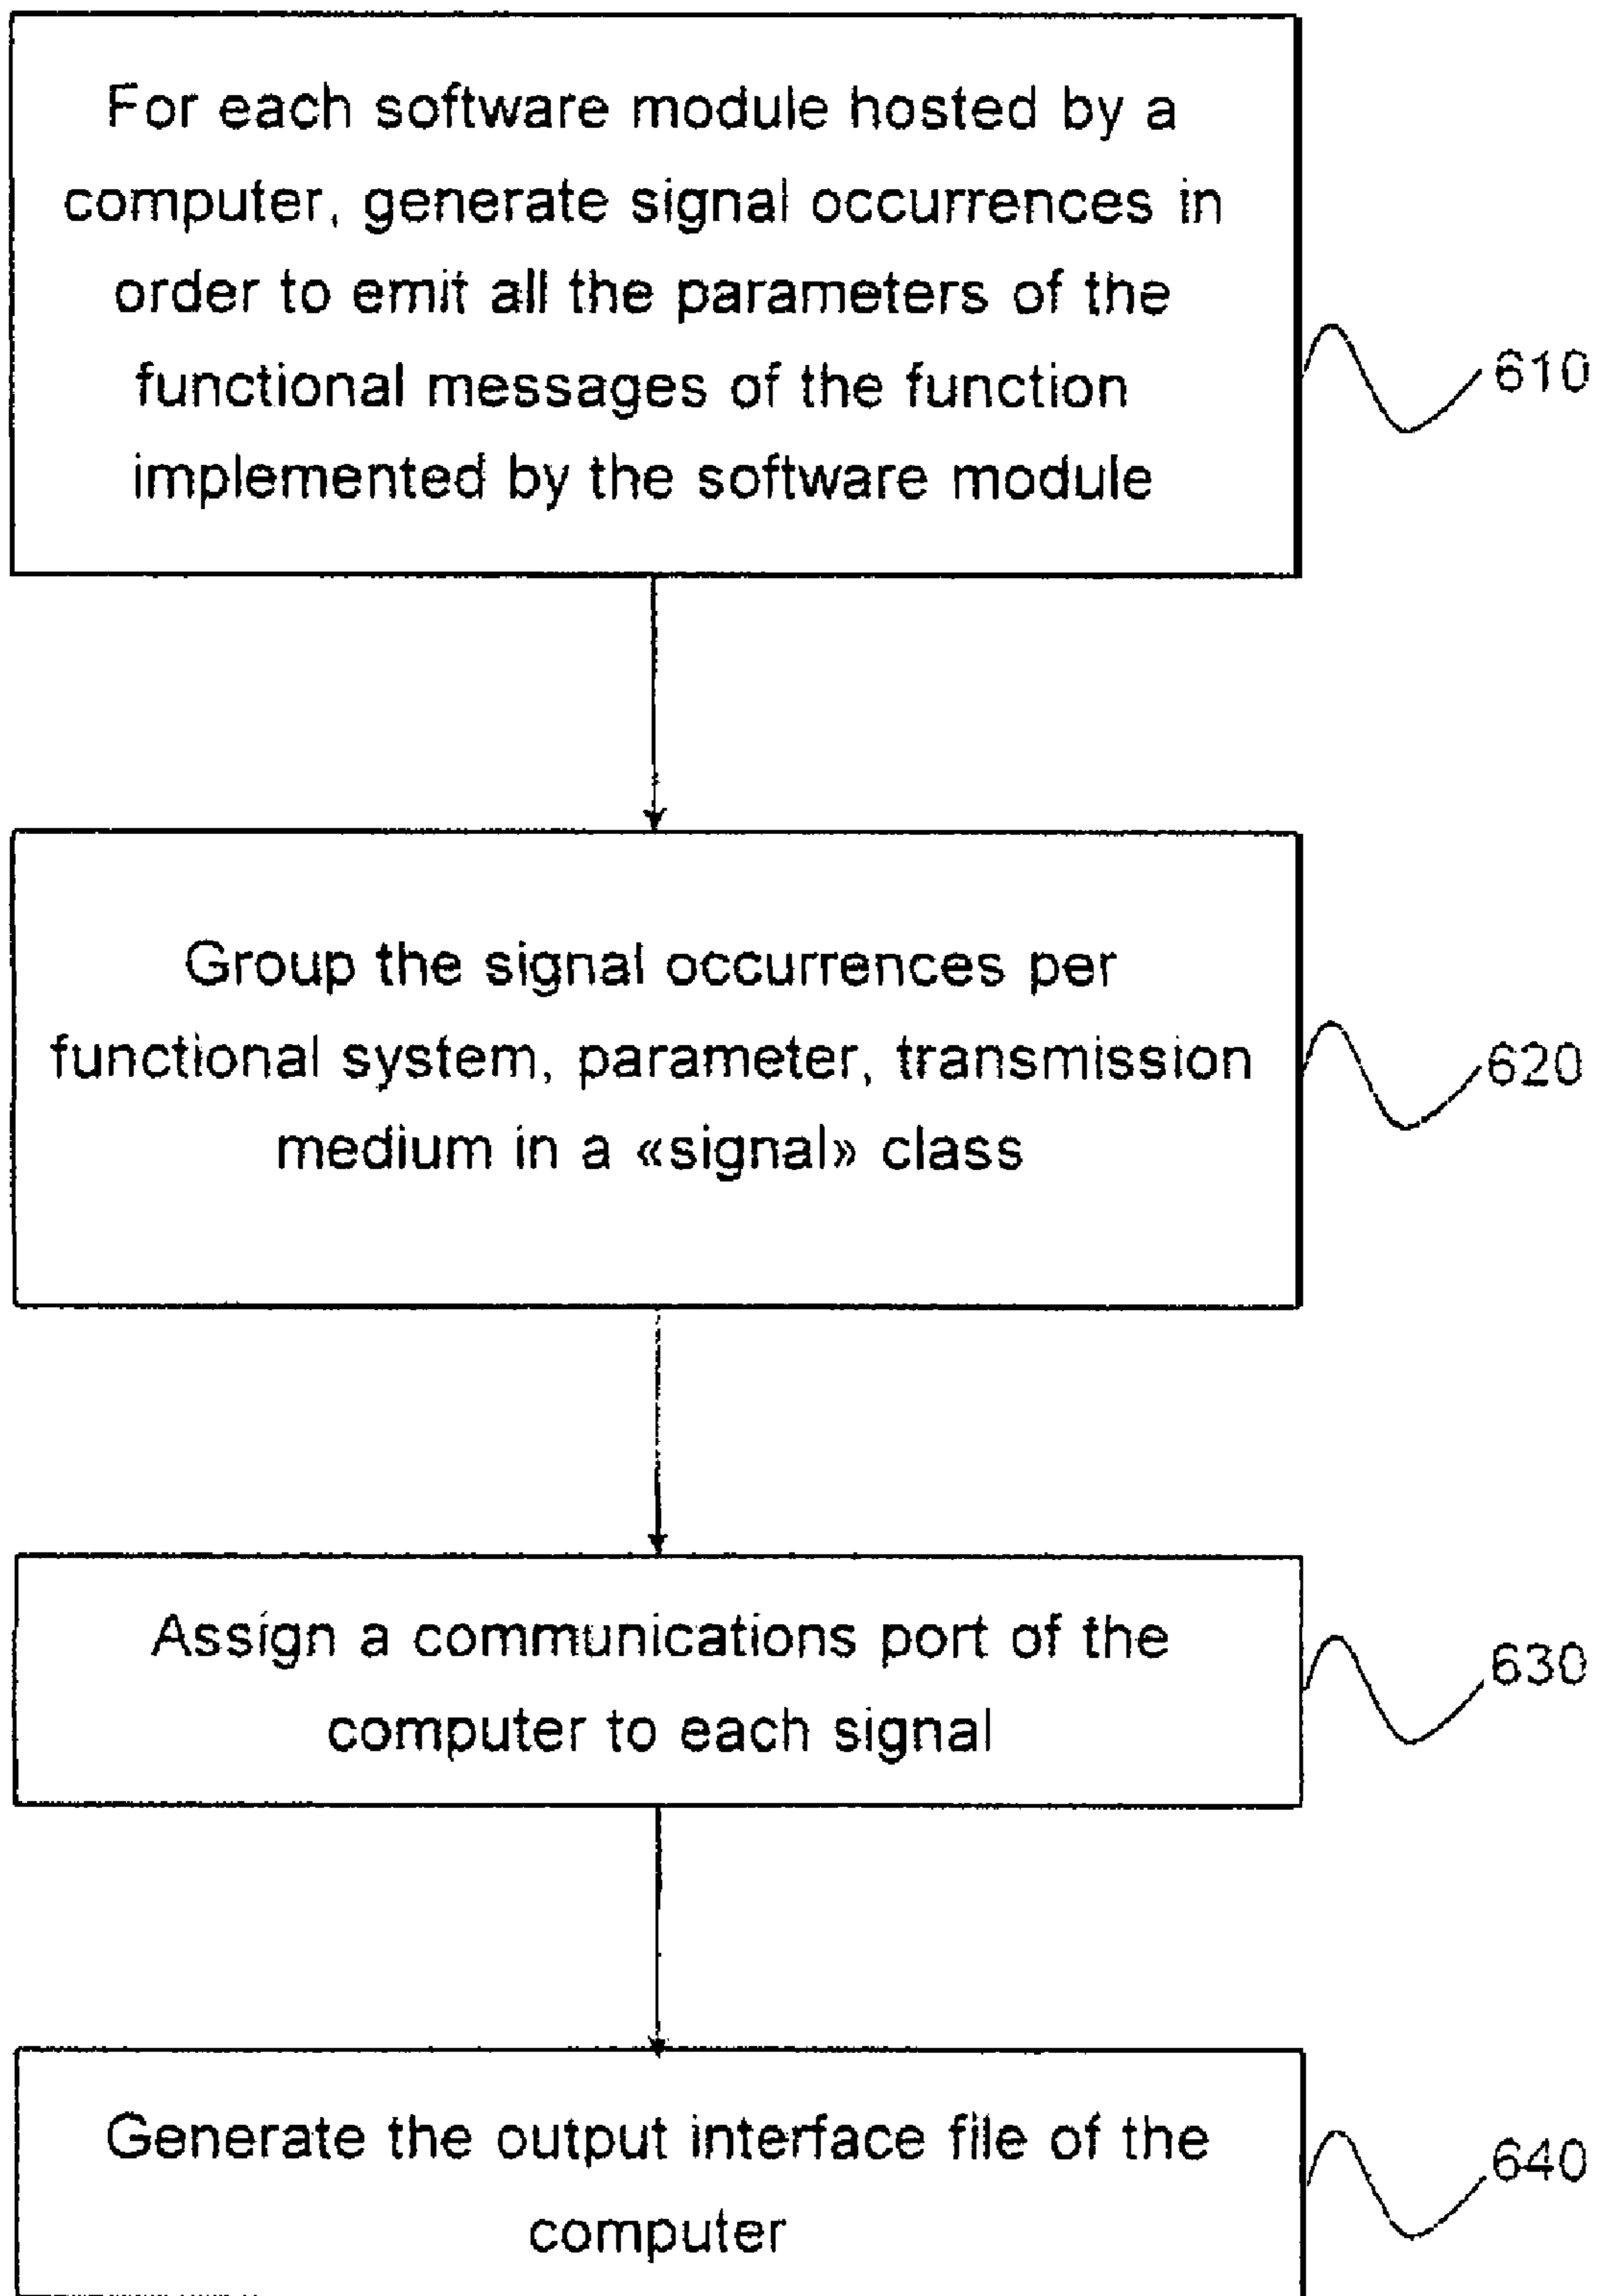 For each software module hosted by a
computer, generate signal occurrences in
order to emit all the parameters of the
functional messages of the function
implemented by the software module
610
Group the signal occurrences per
functional system, parameter, transmission
medium in a «signal» class
620
Assign a communications port of the
computer to each signal
630
Generate the output interface file of the
computer
640